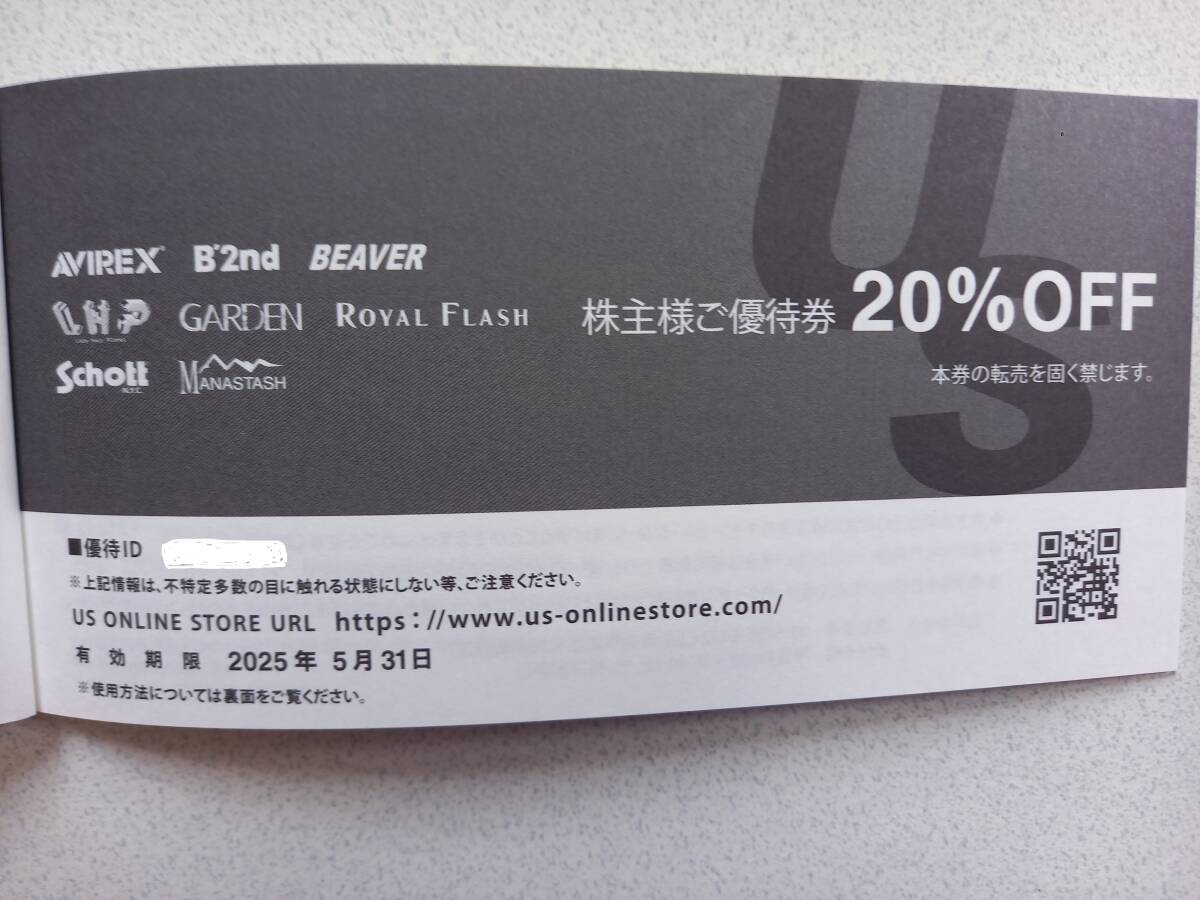 US
AVIREX B'2nd BEAVER
LHP GARDEN ROYAL FLASH
Schott N.Y.C. MANASTASH
株主様ご優待券 20%OFF
本券の転売を固く禁じます。
■優待ID
※上記情報は、不特定多数の目に触れる状態にしない等、ご注意ください。
US ONLINE STORE URL https://www.us-onlinestore.com/
有効期限 2025年 5月31日
※使用方法については裏面をご覧ください。